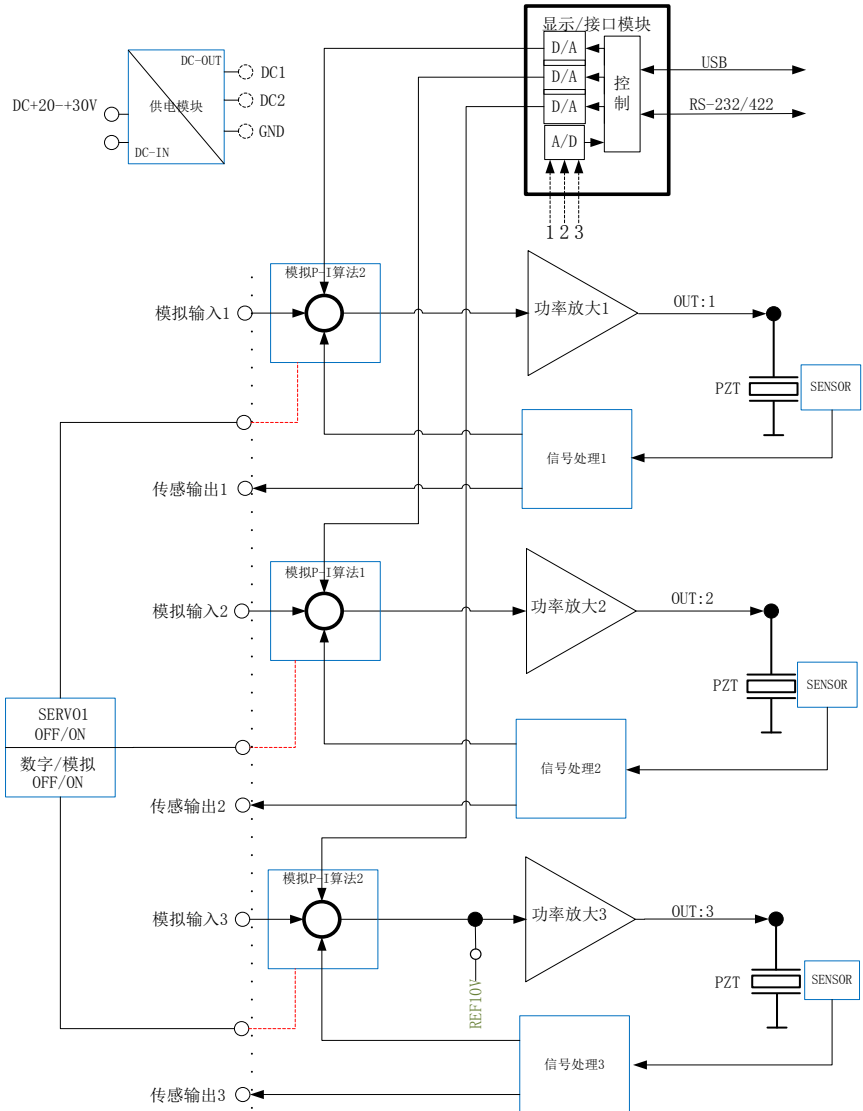 显示/接口模块
DC-OUT
DC1
DC2
GND
DC+20-+30V
供电模块
DC-IN
D/A
D/A
D/A
A/D
控制
USB
RS-232/422
1 2 3
模拟P-I算法2
模拟输入1
功率放大1
OUT:1
PZT
SENSOR
信号处理1
传感输出1
模拟P-I算法1
模拟输入2
功率放大2
OUT:2
PZT
SENSOR
SERVO1
OFF/ON
数字/模拟
OFF/ON
信号处理2
传感输出2
模拟P-I算法2
模拟输入3
功率放大3
OUT:3
REF10V
PZT
SENSOR
信号处理3
传感输出3